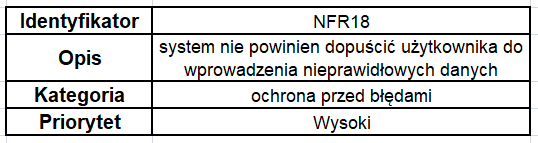 Identyfikator NFR18
Opis system nie powinien dopuścić użytkownika do
wprowadzenia nieprawidłowych danych
Kategoria ochrona przed błędami
Priorytet Wysoki